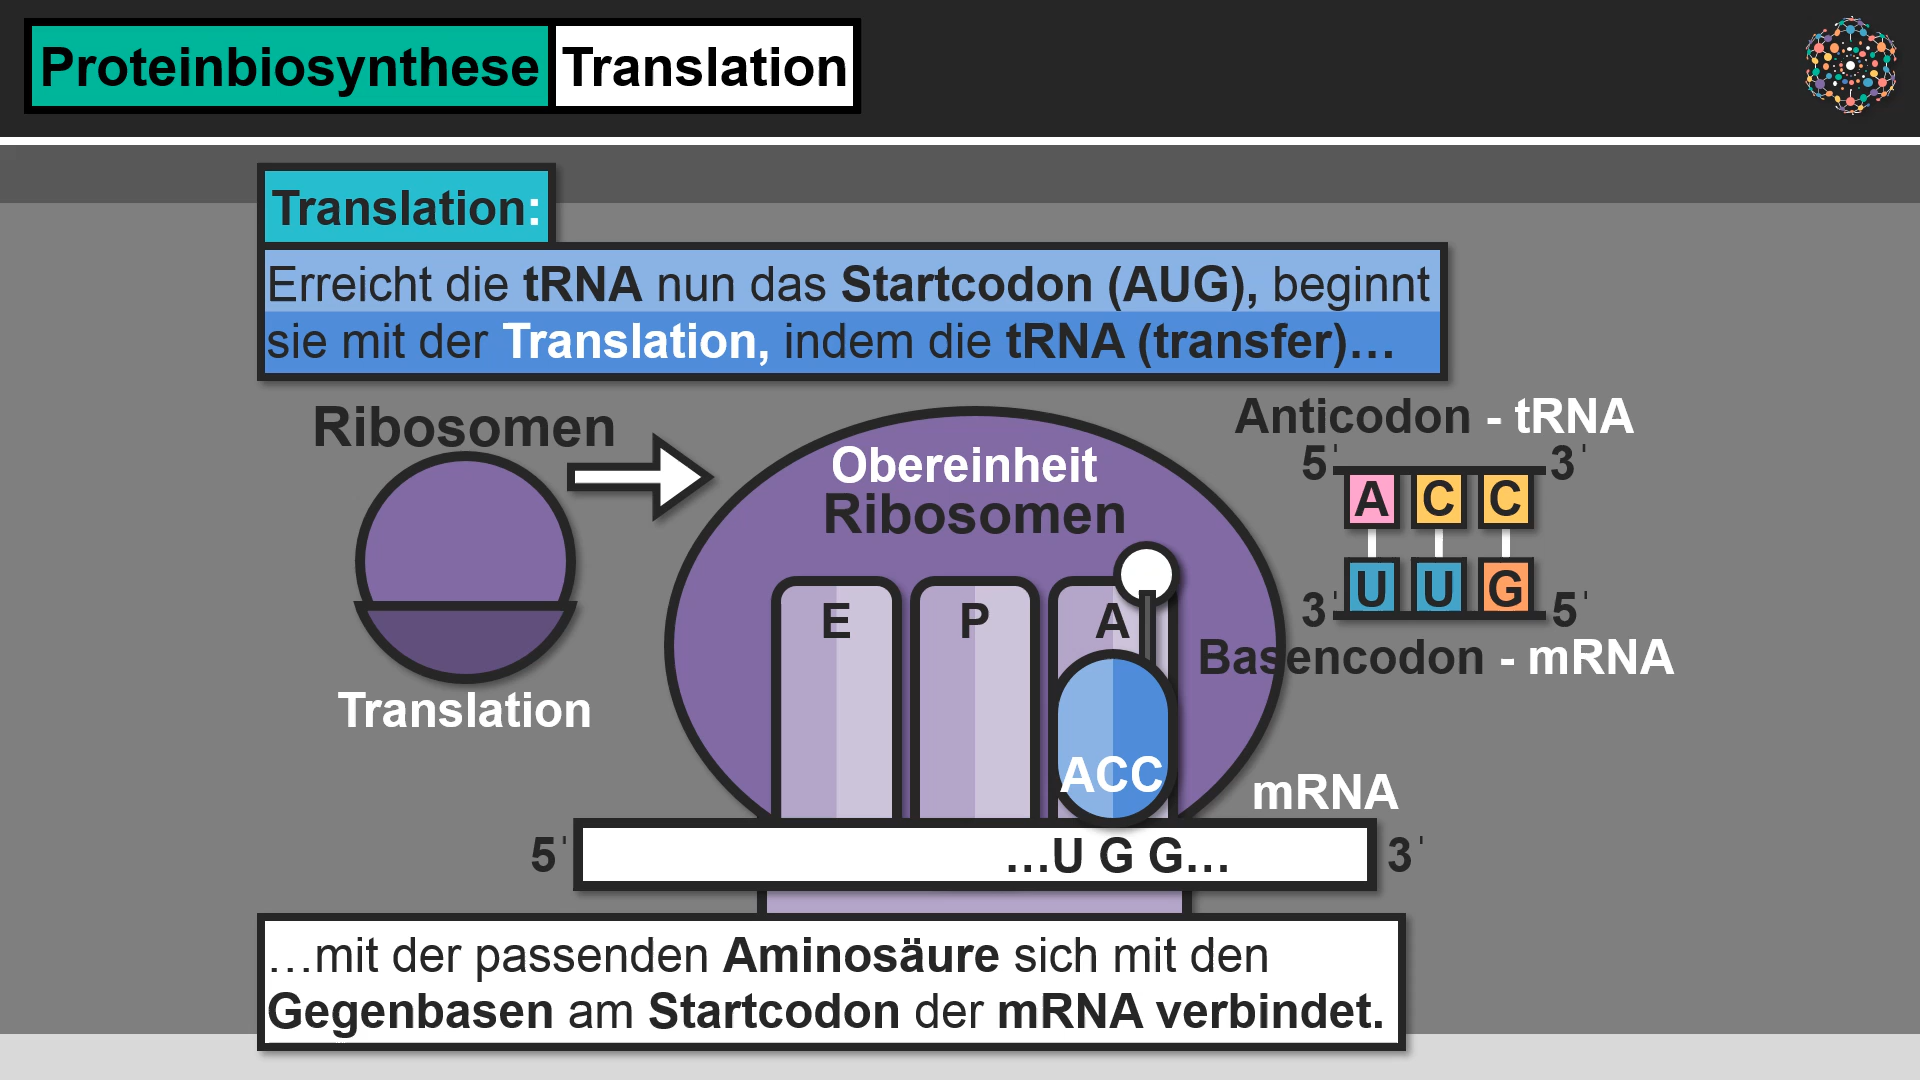 Proteinbiosynthese Translation
Translation:
Erreicht die tRNA nun das Startcodon (AUG), beginnt
sie mit der Translation, indem die tRNA (transfer)…
Ribosomen
Translation
Obereinheit
Ribosomen
E P A
ACC
Anticodon - tRNA
5' 3'
A C C
U U G
3' 5'
Basencodon - mRNA
mRNA
5' …U G G… 3'
…mit der passenden Aminosäure sich mit den
Gegenbasen am Startcodon der mRNA verbindet.